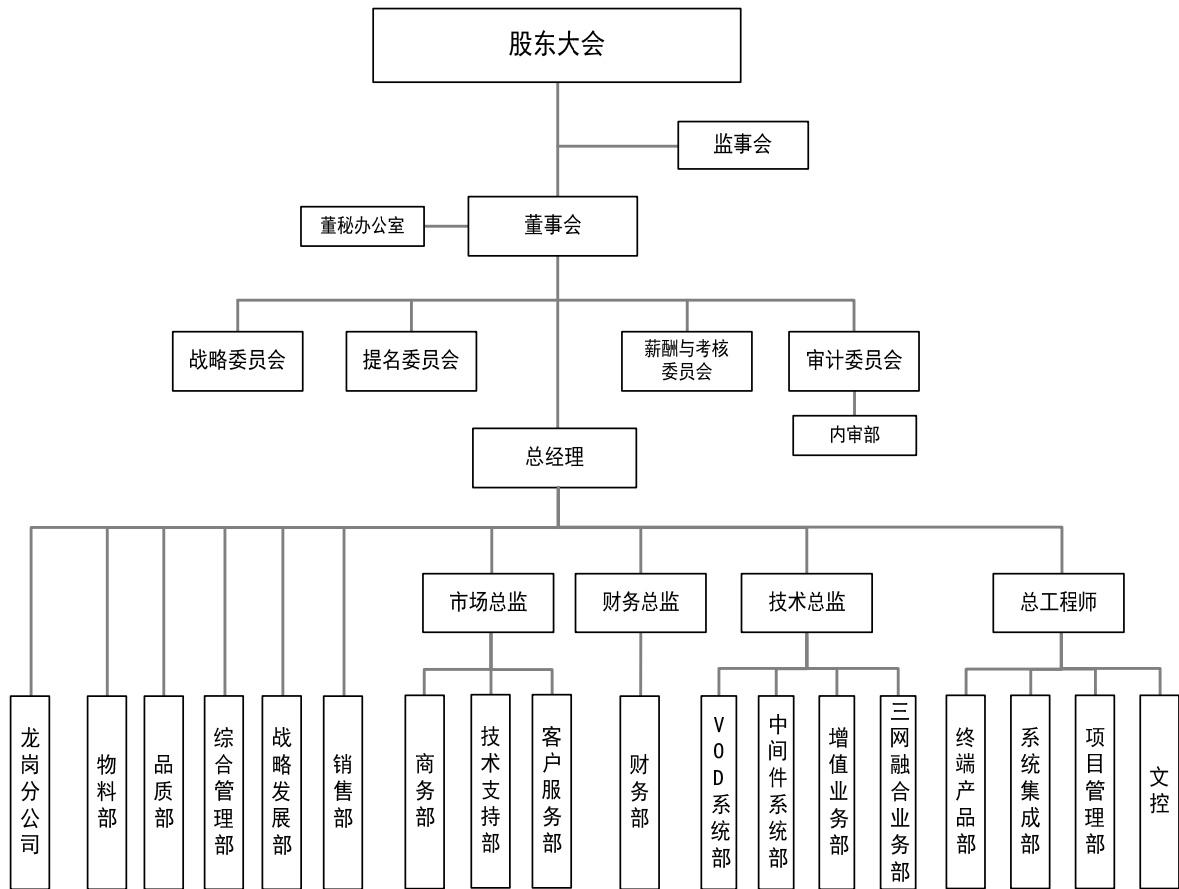 股东大会
监事会
董秘办公室
董事会
战略委员会
提名委员会
薪酬与考核
委员会
审计委员会
内审部
总经理
市场总监
财务总监
技术总监
总工程师
龙岗分公司
物料部
品质部
综合管理部
战略发展部
销售部
商务部
技术支持部
客户服务部
财务部
VOD系统部
中间件系统部
增值业务部
三网融合业务部
终端产品部
系统集成部
项目管理部
文控